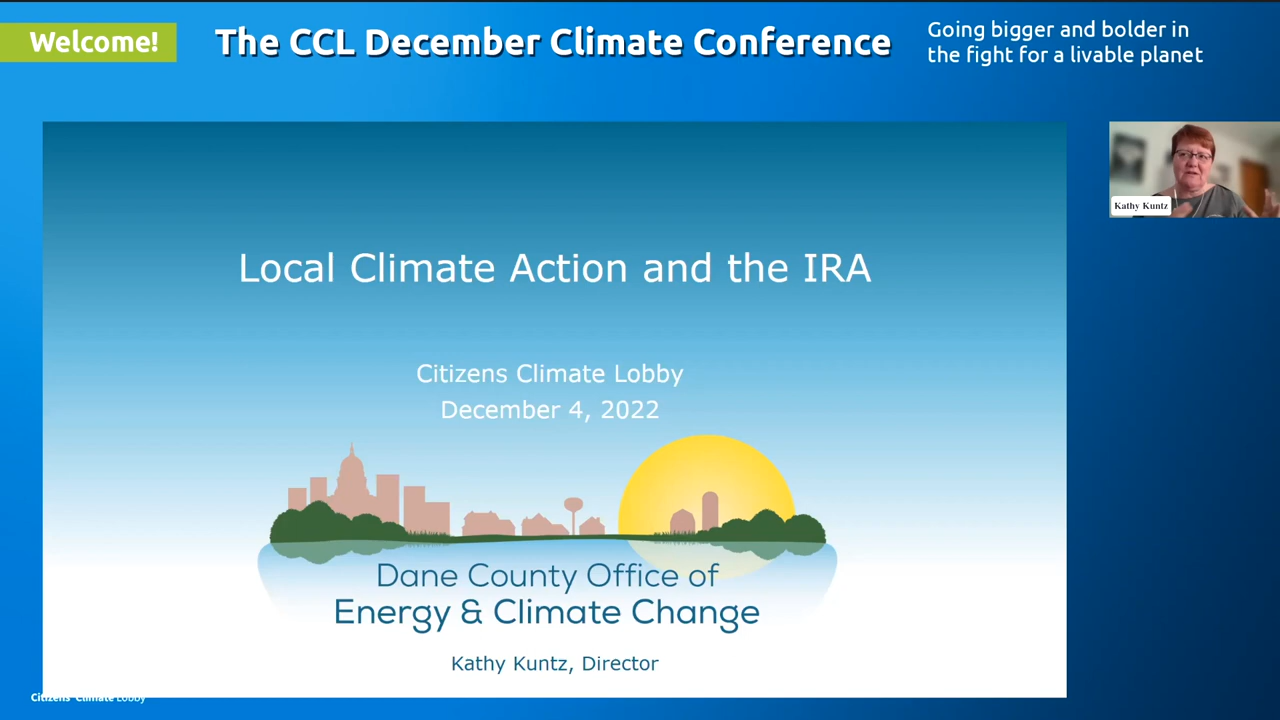 Welcome!
The CCL December Climate Conference
Going bigger and bolder in
the fight for a livable planet
Local Climate Action and the IRA
Citizens Climate Lobby
December 4, 2022
Dane County Office of
Energy & Climate Change
Kathy Kuntz, Director
Kathy Kuntz
Citizens' Climate Lobby